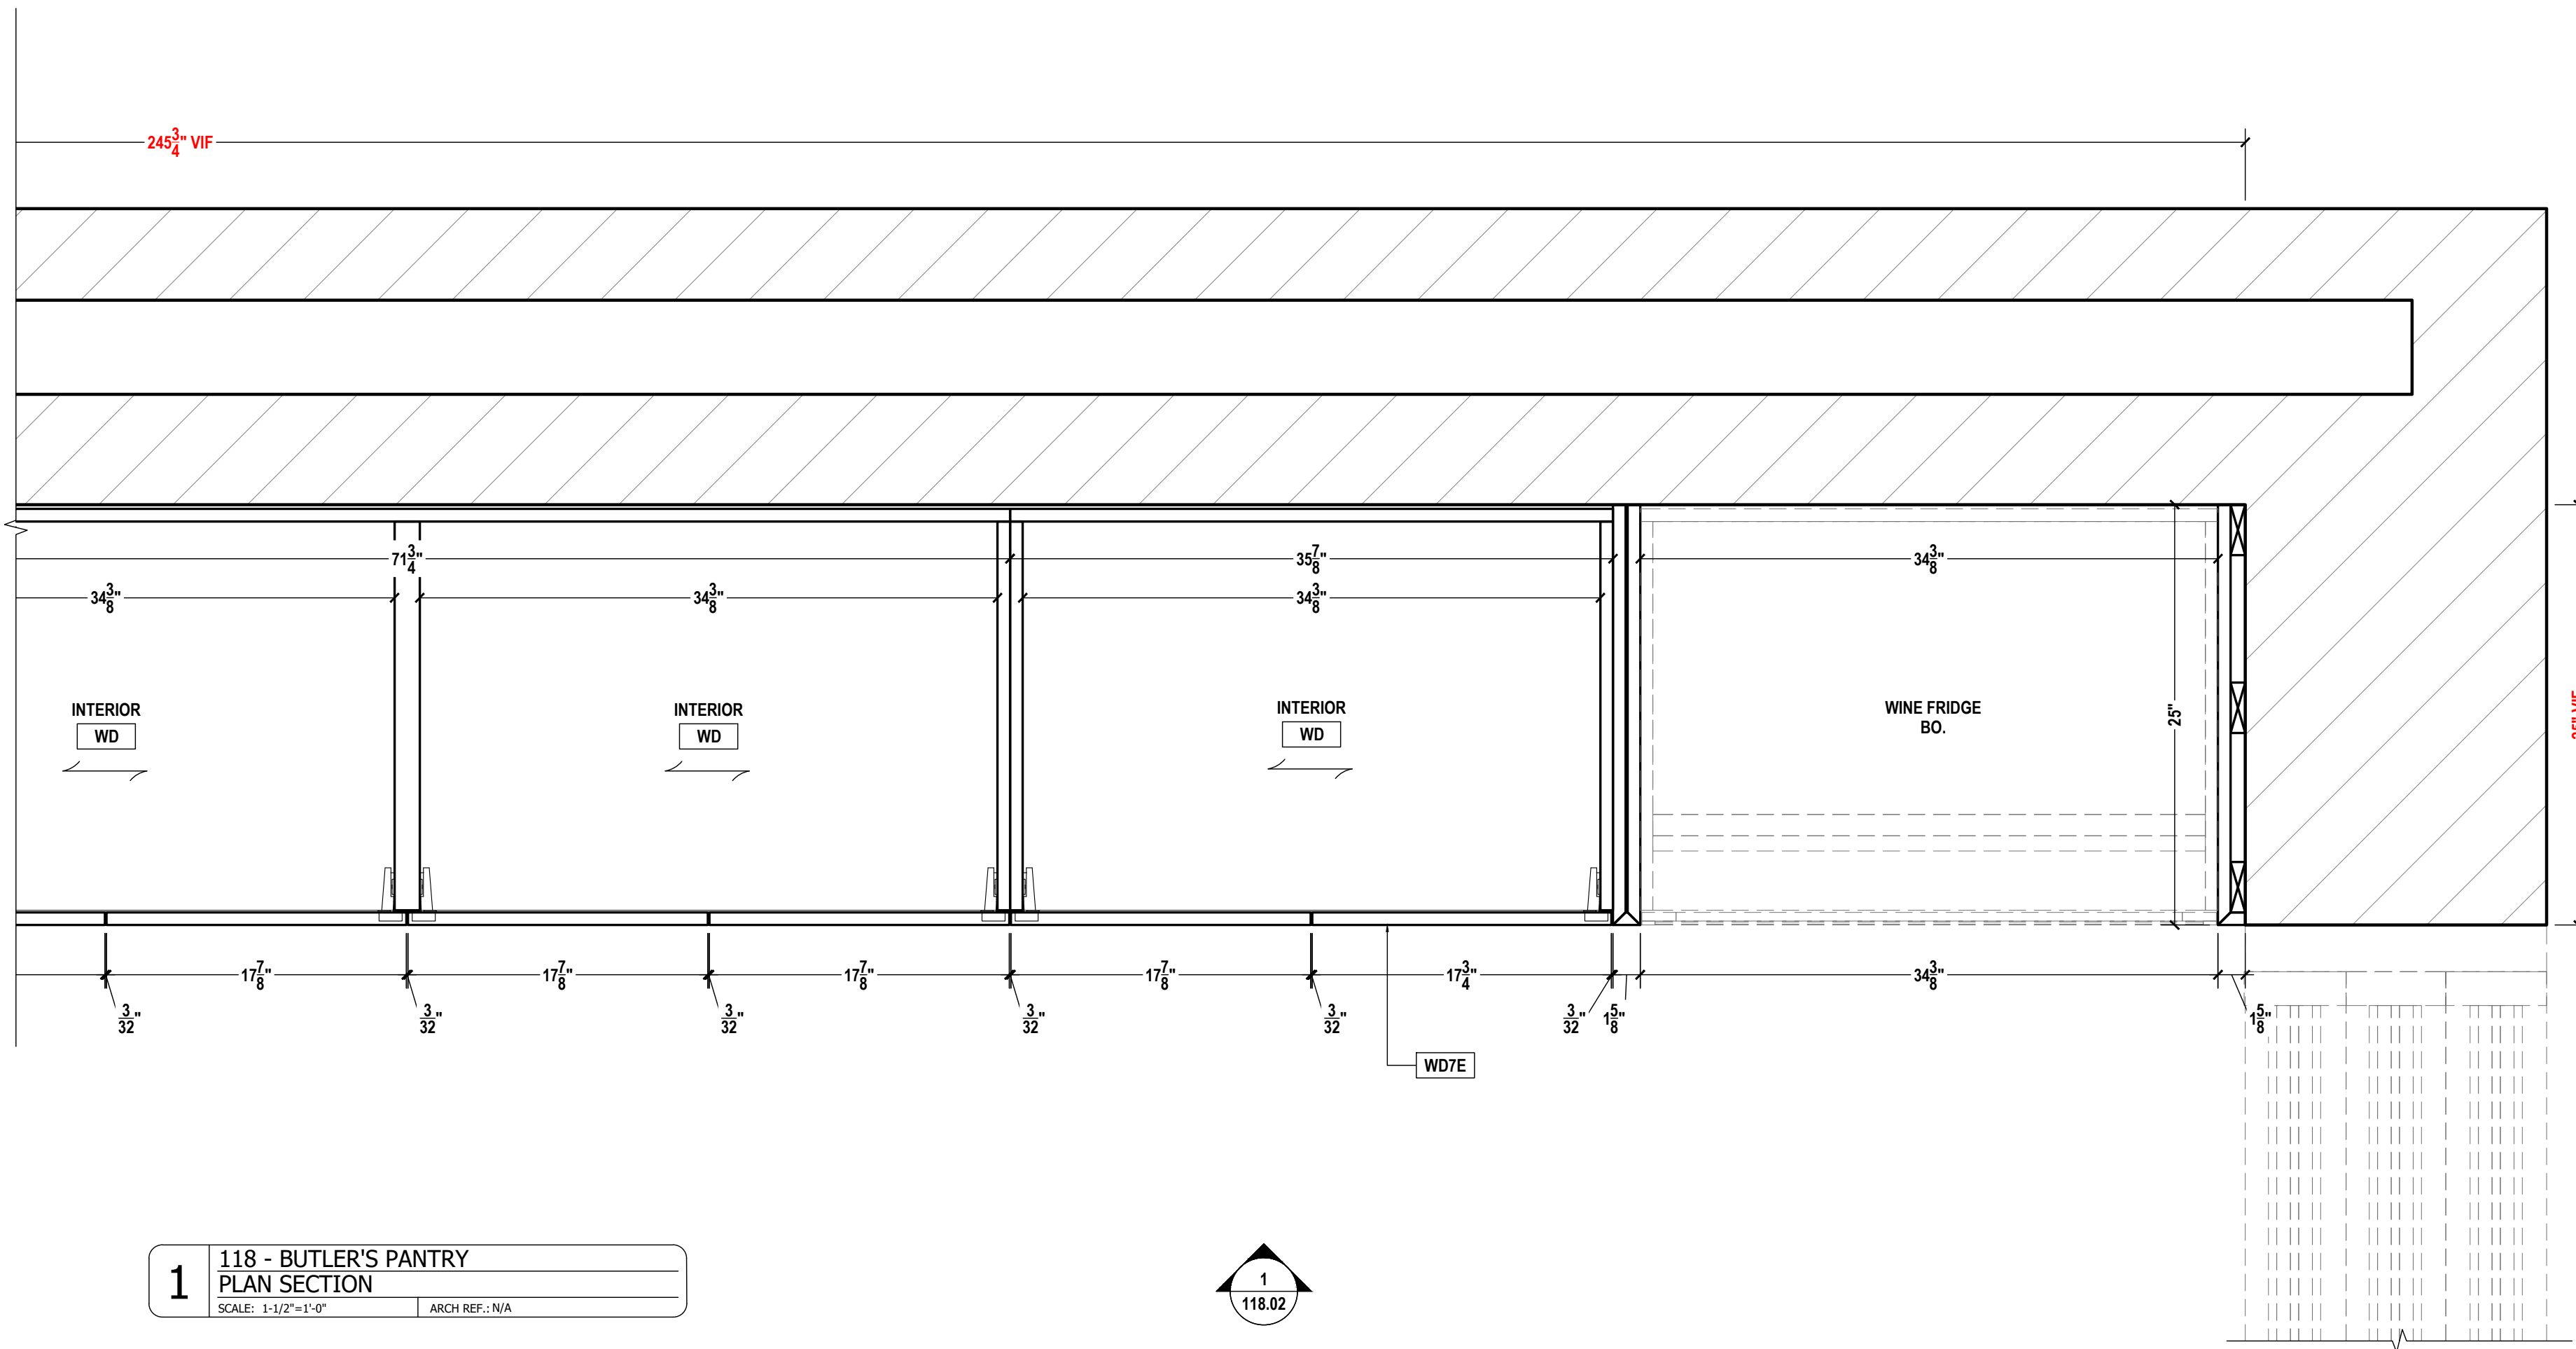 245 3/4" VIF
71 3/4"
35 7/8"
34 3/8"
34 3/8"
34 3/8"
34 3/8"
INTERIOR
WD
INTERIOR
WD
INTERIOR
WD
WINE FRIDGE
BO.
25"
17 7/8"
17 7/8"
17 7/8"
17 7/8"
17 3/4"
34 3/8"
3/32"
3/32"
3/32"
3/32"
3/32"
3/32"
1 5/8"
1 5/8"
WD7E
1
118 - BUTLER'S PANTRY
PLAN SECTION
SCALE: 1-1/2"=1'-0"
ARCH REF.: N/A
1
118.02